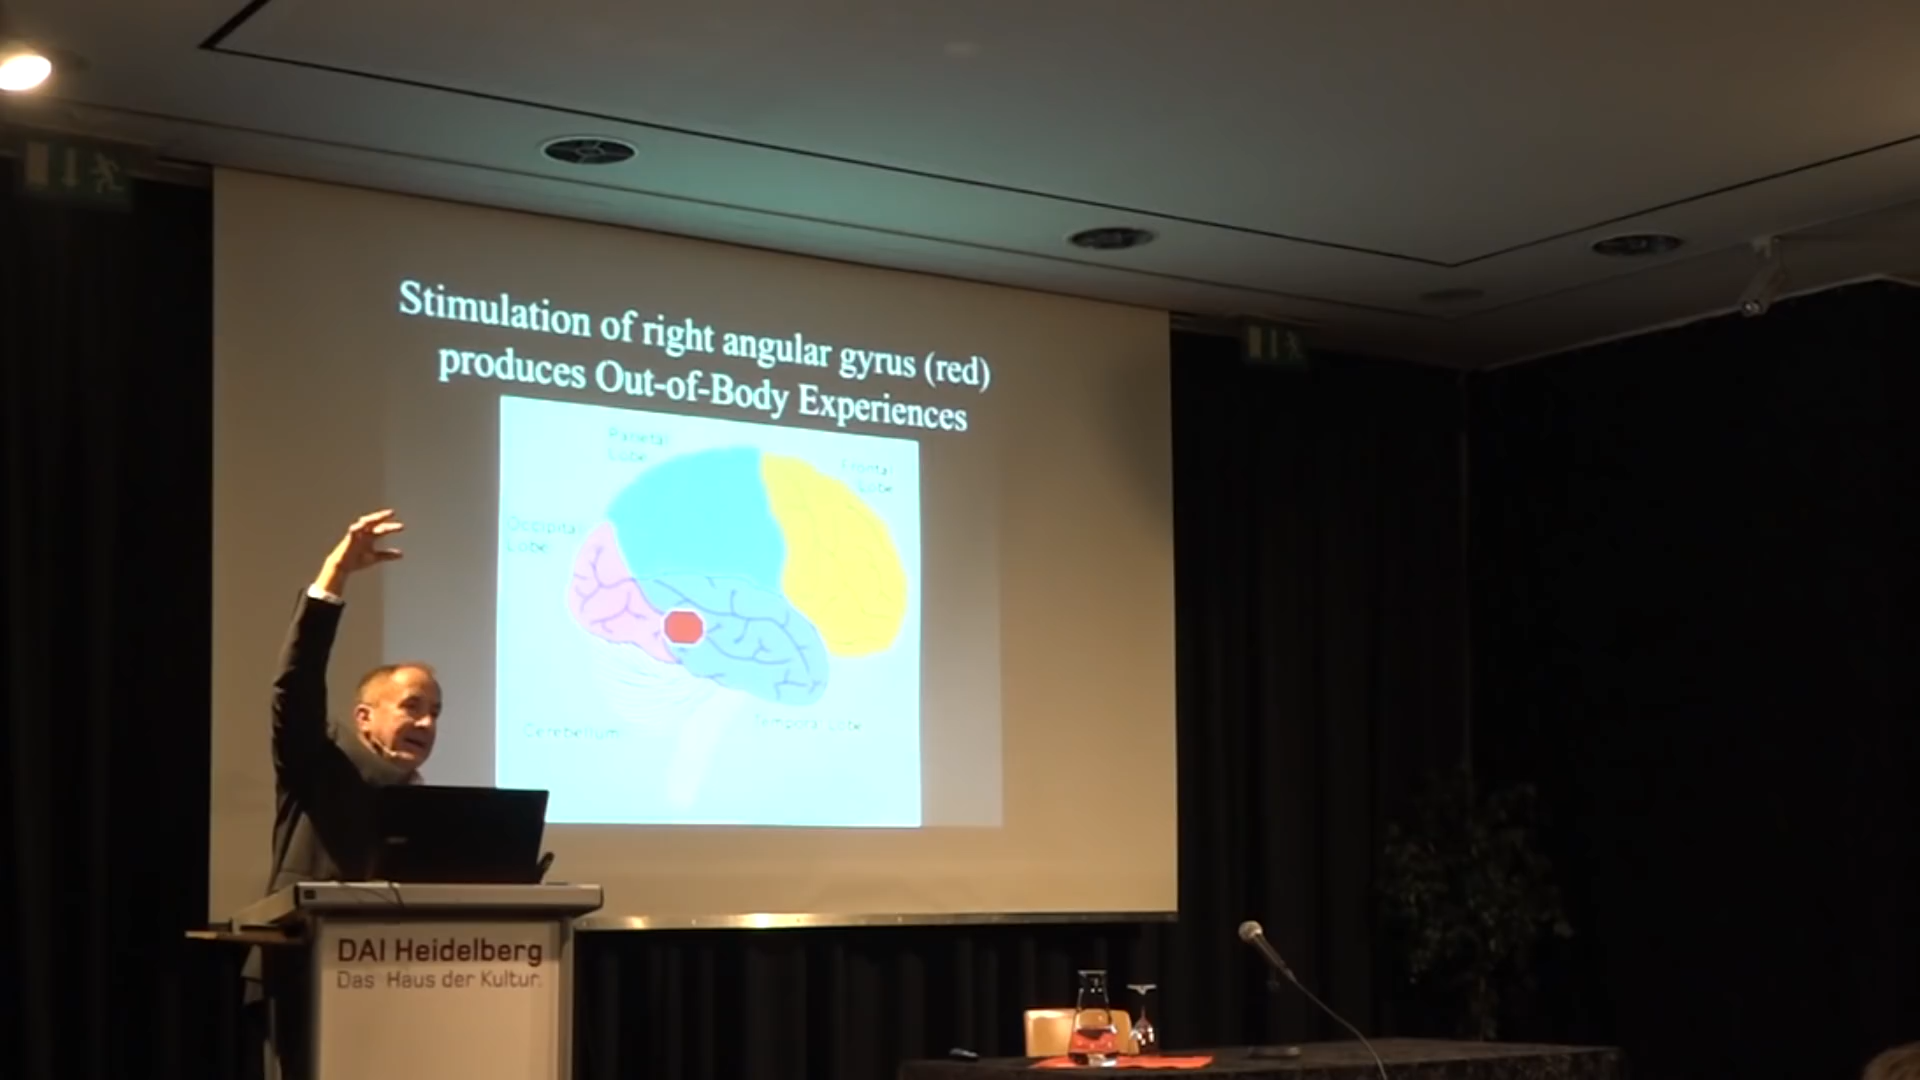 Stimulation of right angular gyrus (red)
produces Out-of-Body Experiences
Parietal
Lobe
Frontal
Lobe
Occipital
Lobe
Cerebellum
Temporal Lobe
DAI Heidelberg
Das Haus der Kultur.